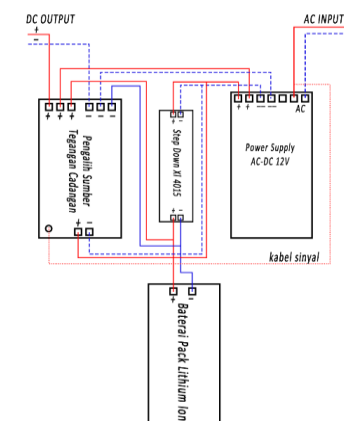 DC OUTPUT
+
−
AC INPUT
+ + + − − −
Pengalih Sumber
Tegangan Cadangan
+ −
+ −
Step Down Xl 4015
+ −
+ + − −
AC
Power Supply
AC-DC 12V
kabel sinyal
+ −
Baterai Pack Lithium Ion